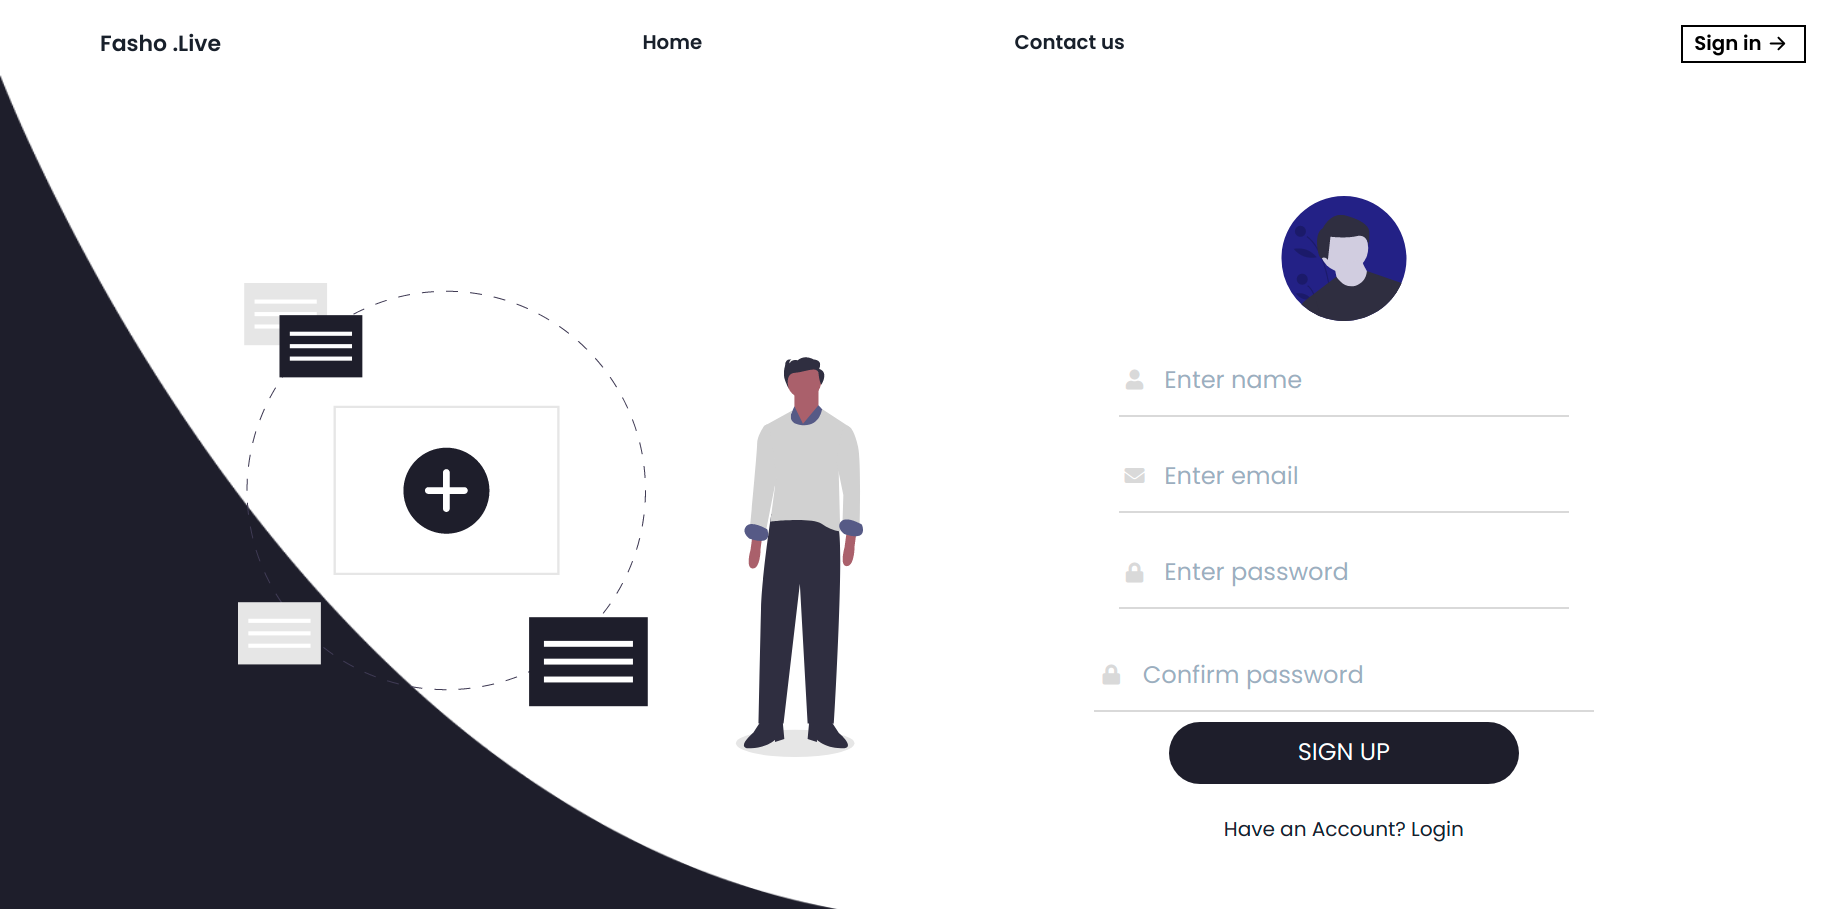 Fasho .Live
Home
Contact us
Sign in →
Enter name
Enter email
Enter password
Confirm password
SIGN UP
Have an Account? Login